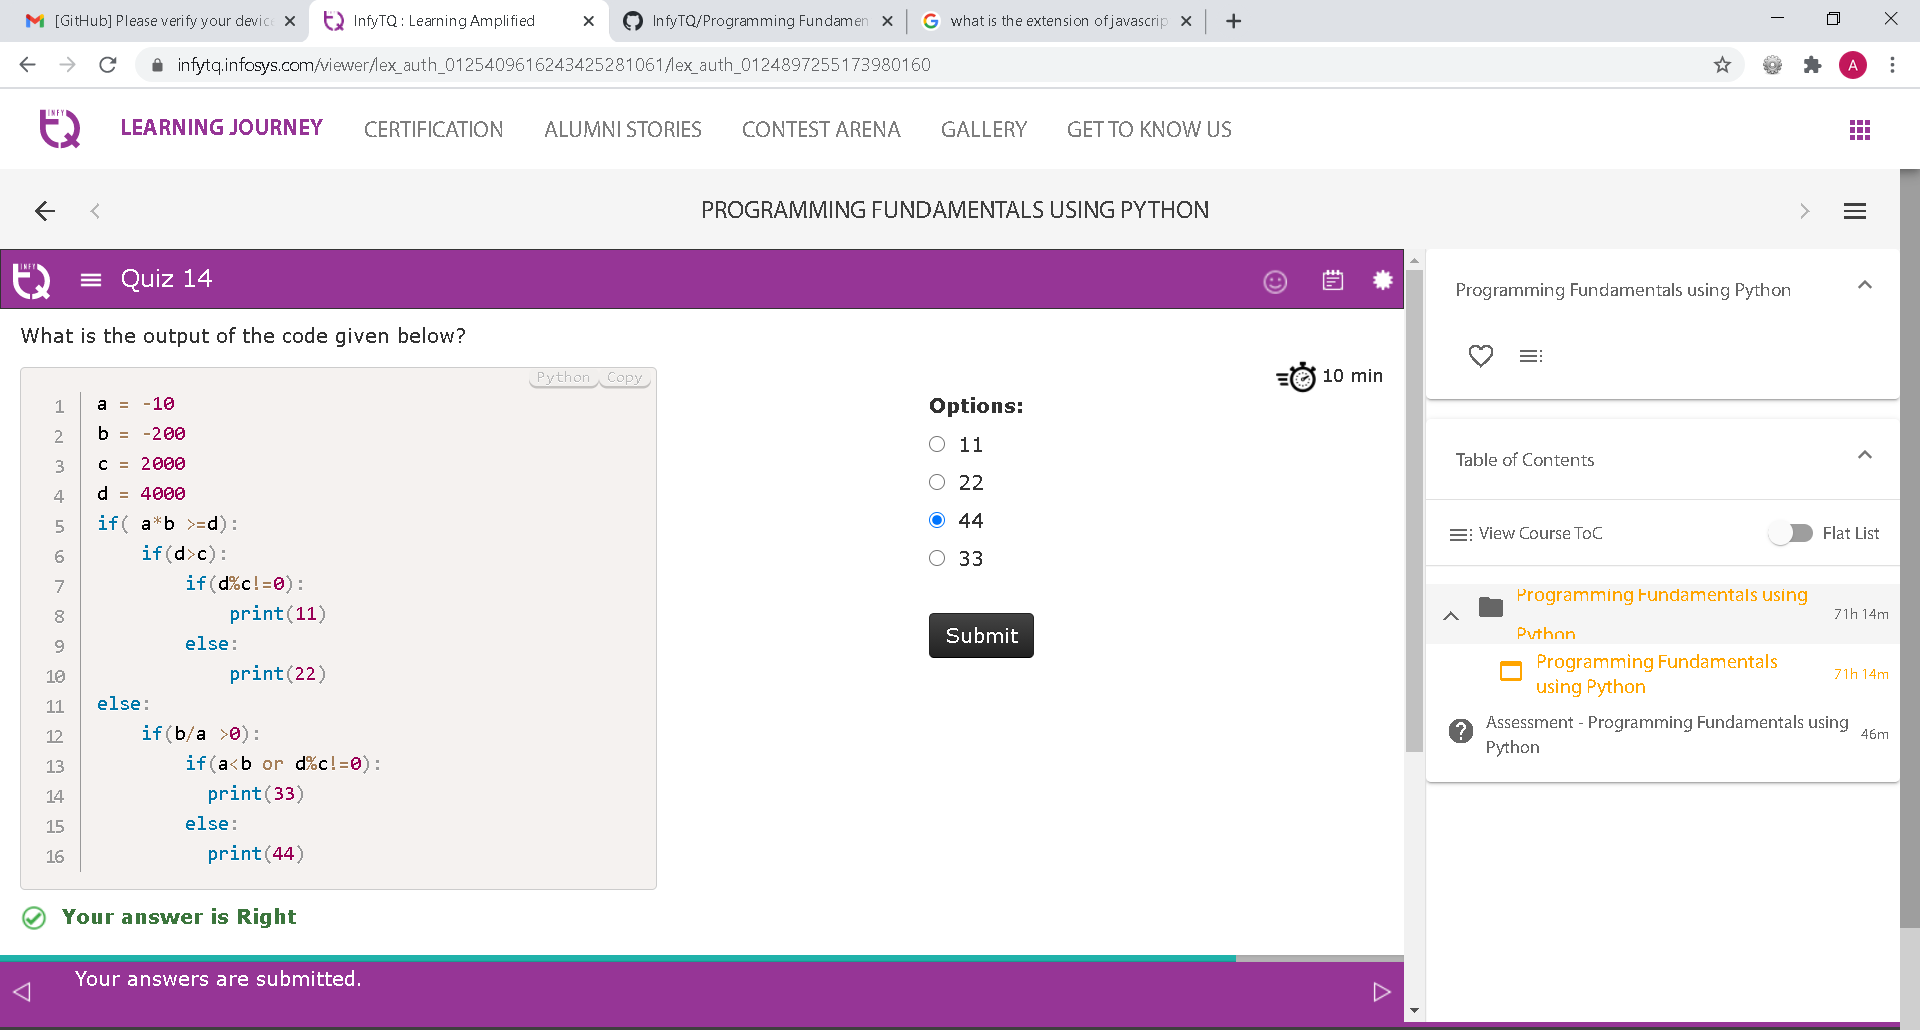 [GitHub] Please verify your devic
InfyTQ : Learning Amplified
InfyTQ/Programming Fundamen
what is the extension of javascrip
infytq.infosys.com/viewer/lex_auth_0125409616243425281061/lex_auth_0124897255173980160
A
INFY
TQ
LEARNING JOURNEY
CERTIFICATION
ALUMNI STORIES
CONTEST ARENA
GALLERY
GET TO KNOW US
PROGRAMMING FUNDAMENTALS USING PYTHON
INFY
TQ
Quiz 14
What is the output of the code given below?
10 min
Python
Copy
1 a = -10
2 b = -200
3 c = 2000
4 d = 4000
5 if( a*b >=d):
6 if(d>c):
7 if(d%c!=0):
8 print(11)
9 else:
10 print(22)
11 else:
12 if(b/a >0):
13 if(a<b or d%c!=0):
14 print(33)
15 else:
16 print(44)
Options:
11
22
44
33
Submit
Your answer is Right
Your answers are submitted.
Programming Fundamentals using Python
Table of Contents
View Course ToC
Flat List
Programming Fundamentals using
Python
71h 14m
Programming Fundamentals
using Python
71h 14m
Assessment - Programming Fundamentals using
Python
46m